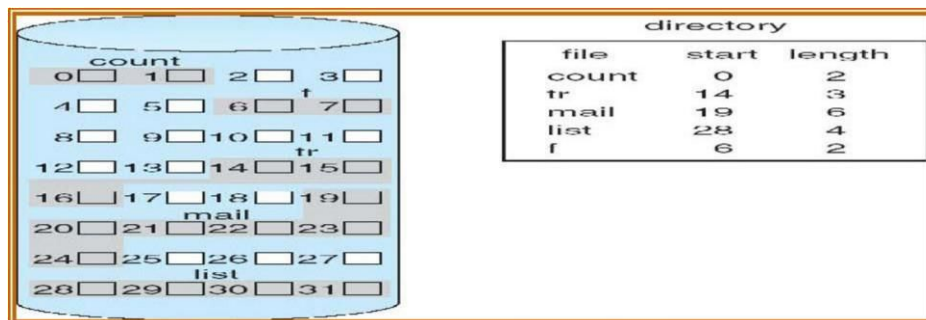 count
0 1 2 3
f
4 5 6 7
8 9 10 11
tr
12 13 14 15
16 17 18 19
mail
20 21 22 23
24 25 26 27
list
28 29 30 31
directory
file start length
count 0 2
tr 14 3
mail 19 6
list 28 4
f 6 2